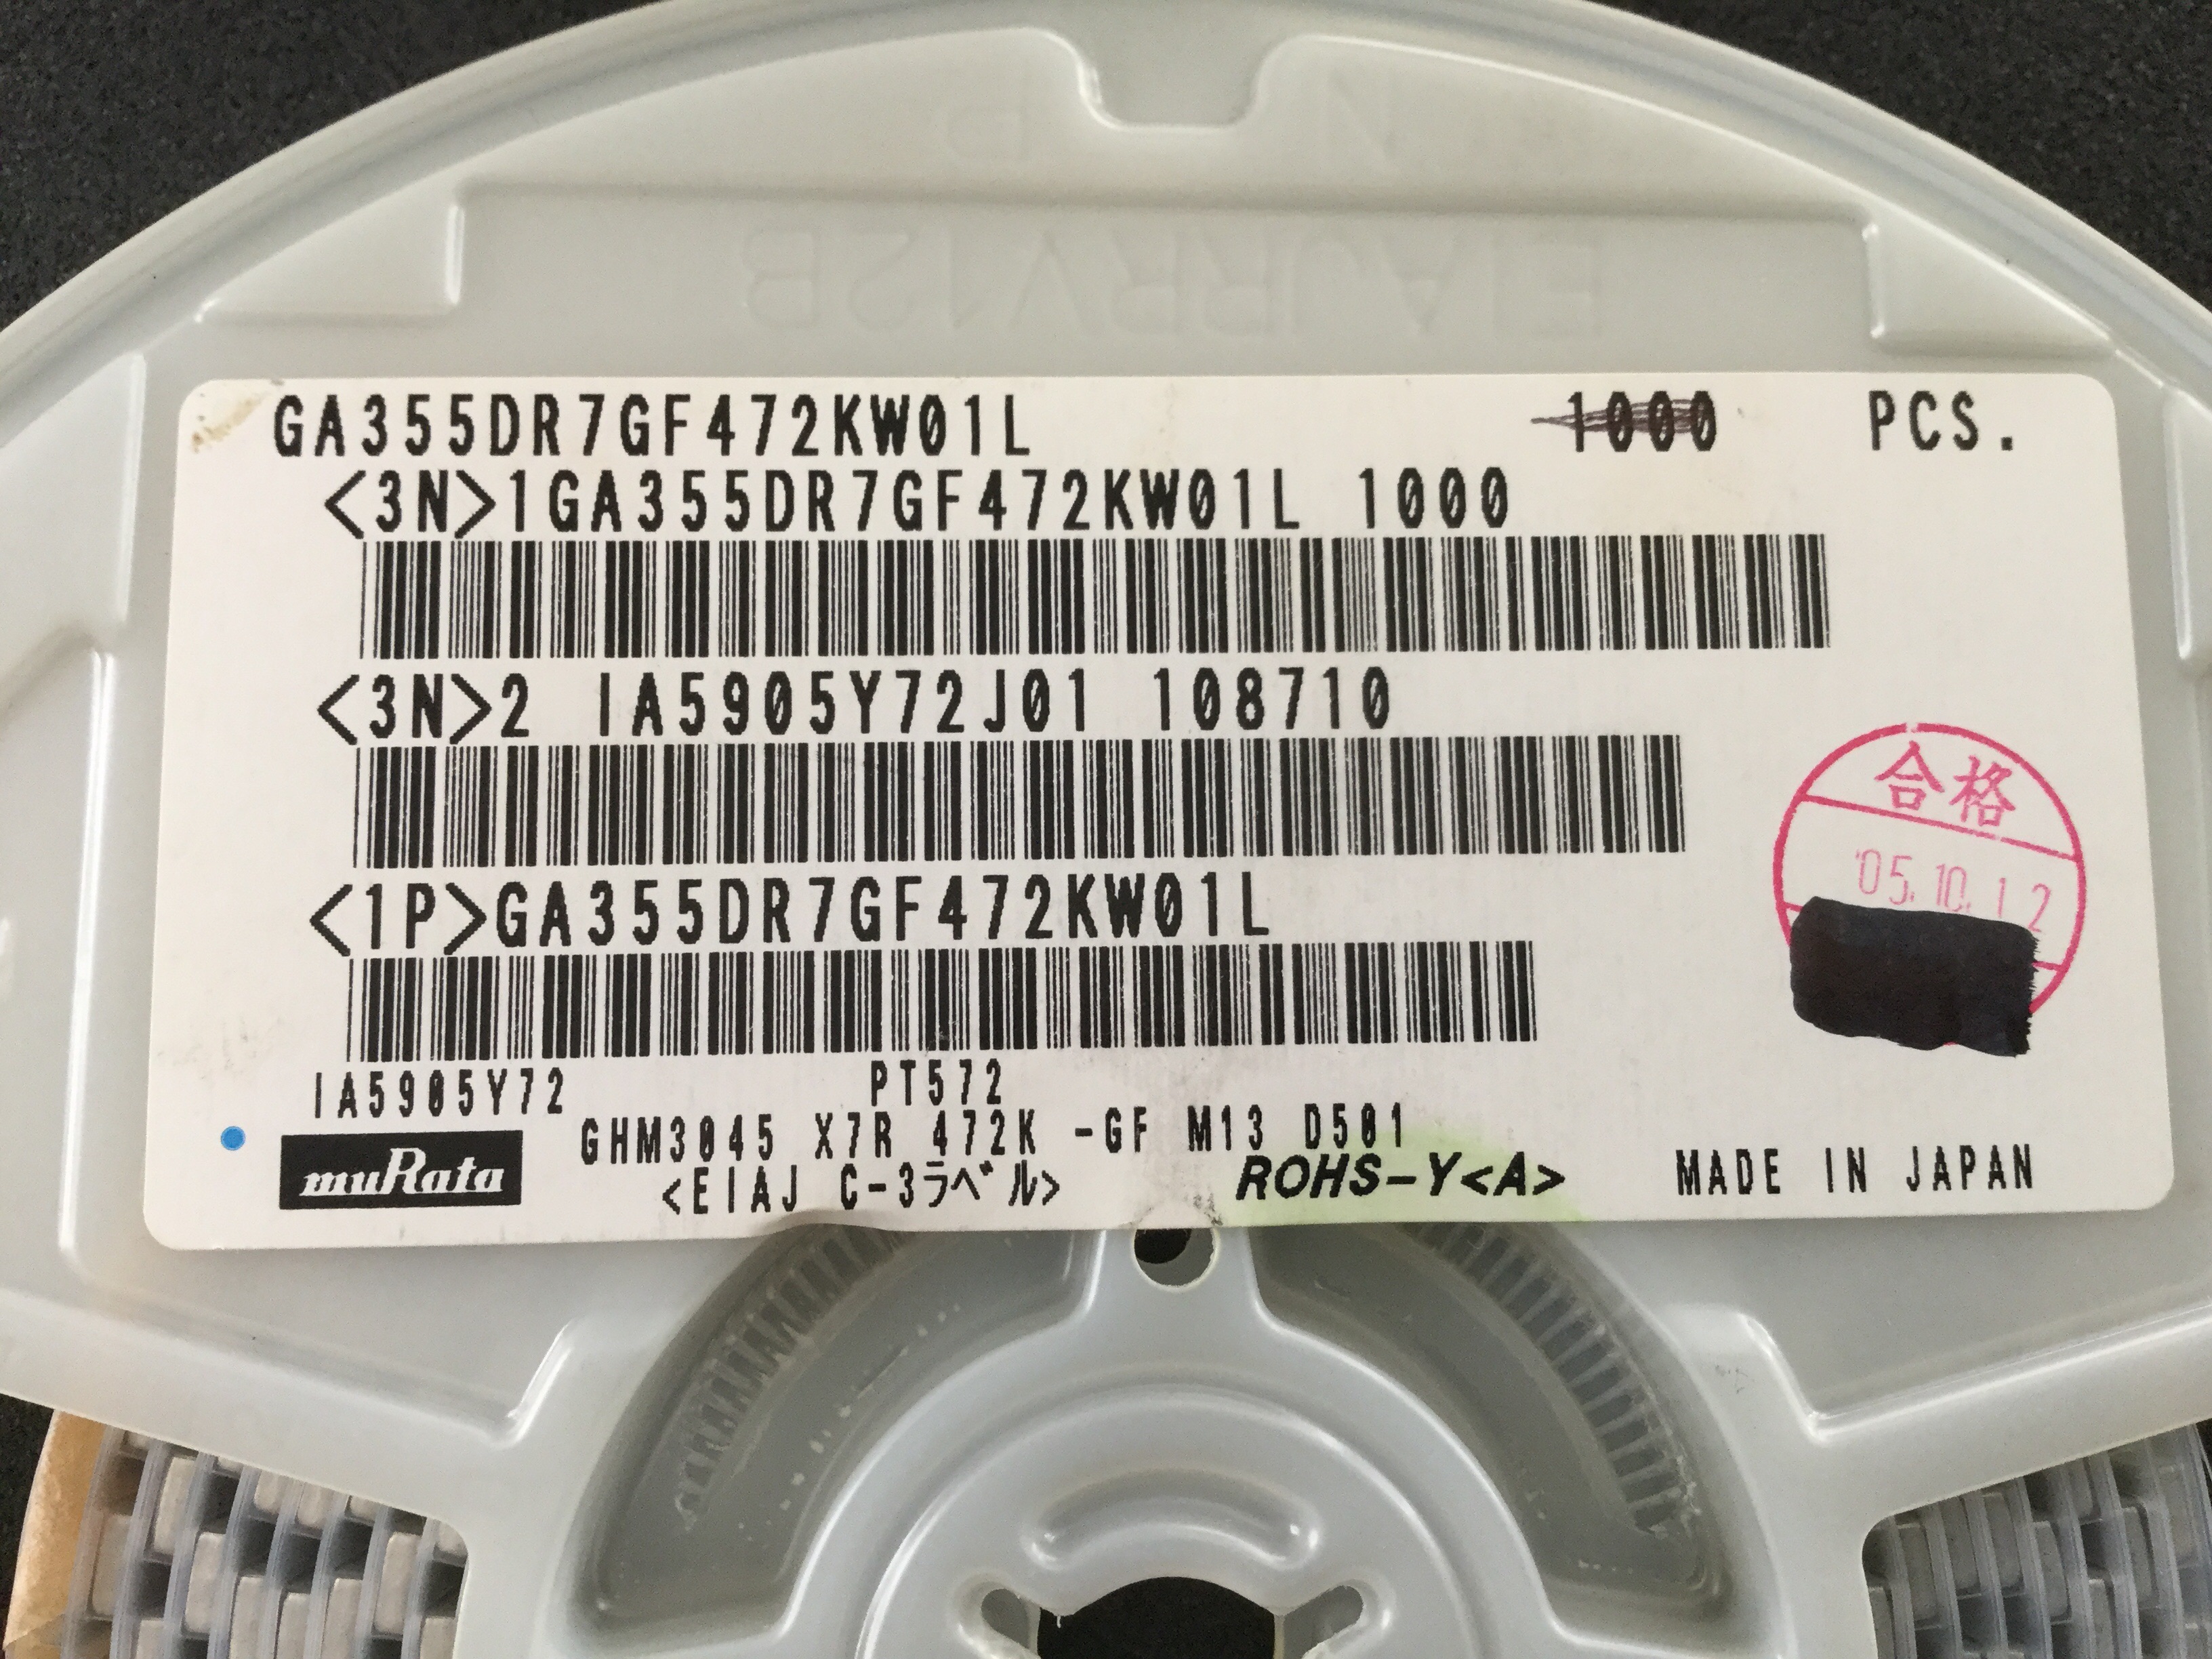 EIAJRRV12B
GA355DR7GF472KW01L 1000 PCS.
<3N>1GA355DR7GF472KW01L 1000
<3N>2 IA5905Y72J01 108710
合格
'05.10.12
<1P>GA355DR7GF472KW01L
IA5905Y72 PT572
GHM3045 X7R 472K -GF M13 D501
muRata
<EIAJ C-3ラベル> ROHS-Y<A> MADE IN JAPAN